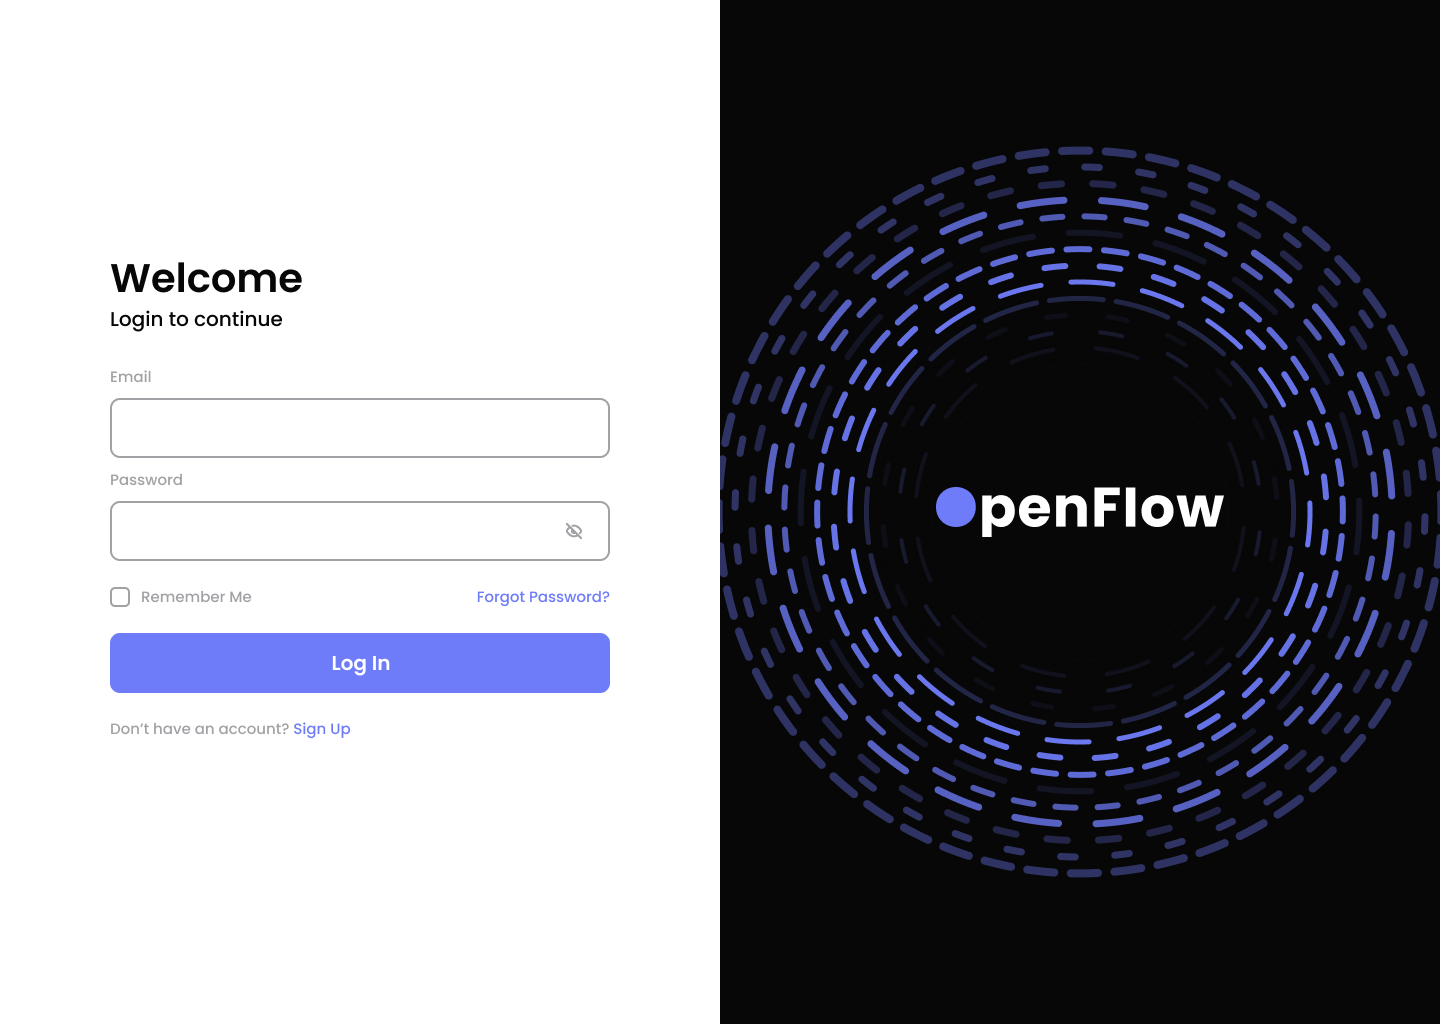 Welcome
Login to continue
Email
Password
Remember Me
Forgot Password?
Log In
Don’t have an account? Sign Up
penFlow